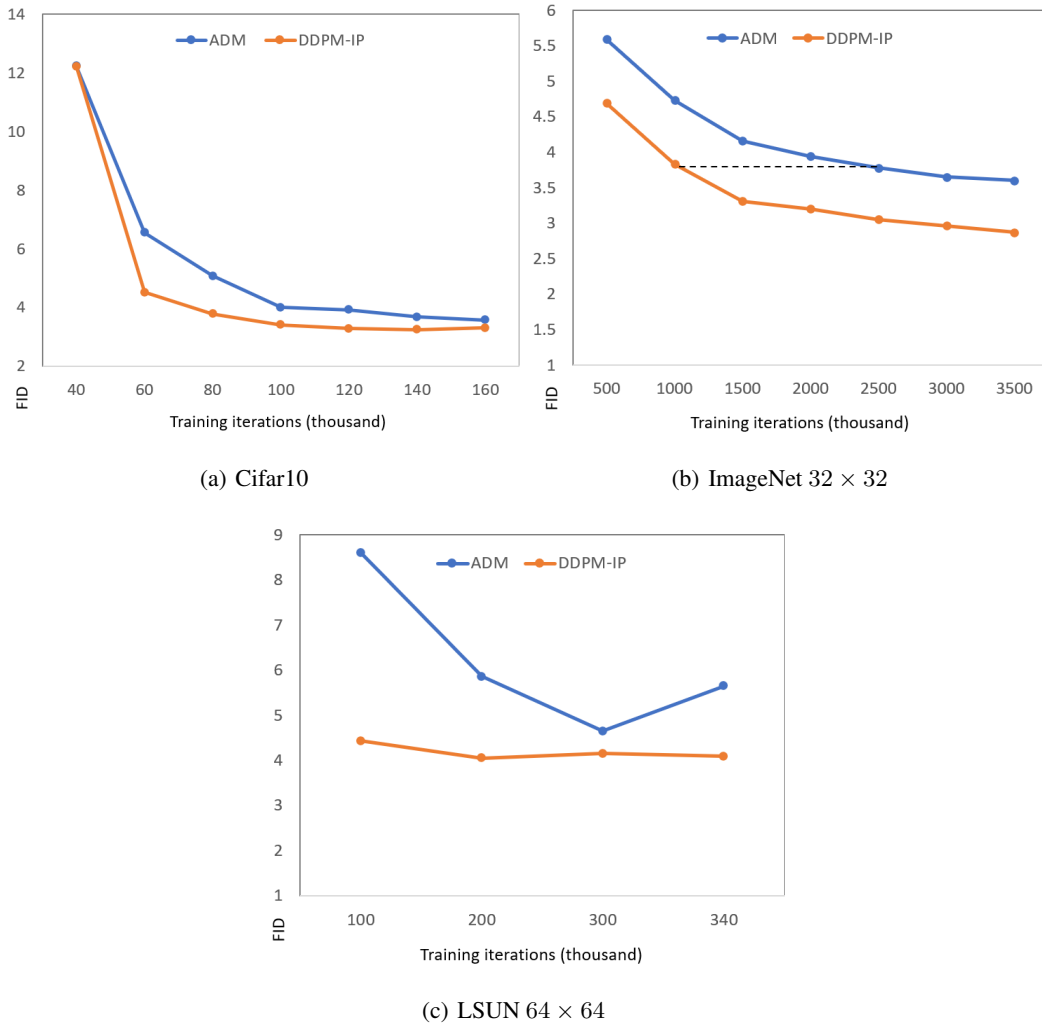 14
12
10
8
6
4
2
FID
ADM DDPM-IP
40 60 80 100 120 140 160
Training iterations (thousand)
(a) Cifar10
6
5.5
5
4.5
4
3.5
3
2.5
2
1.5
1
FID
ADM DDPM-IP
500 1000 1500 2000 2500 3000 3500
Training iterations (thousand)
(b) ImageNet 32 × 32
9
8
7
6
5
4
3
2
1
FID
ADM DDPM-IP
100 200 300 340
Training iterations (thousand)
(c) LSUN 64 × 64